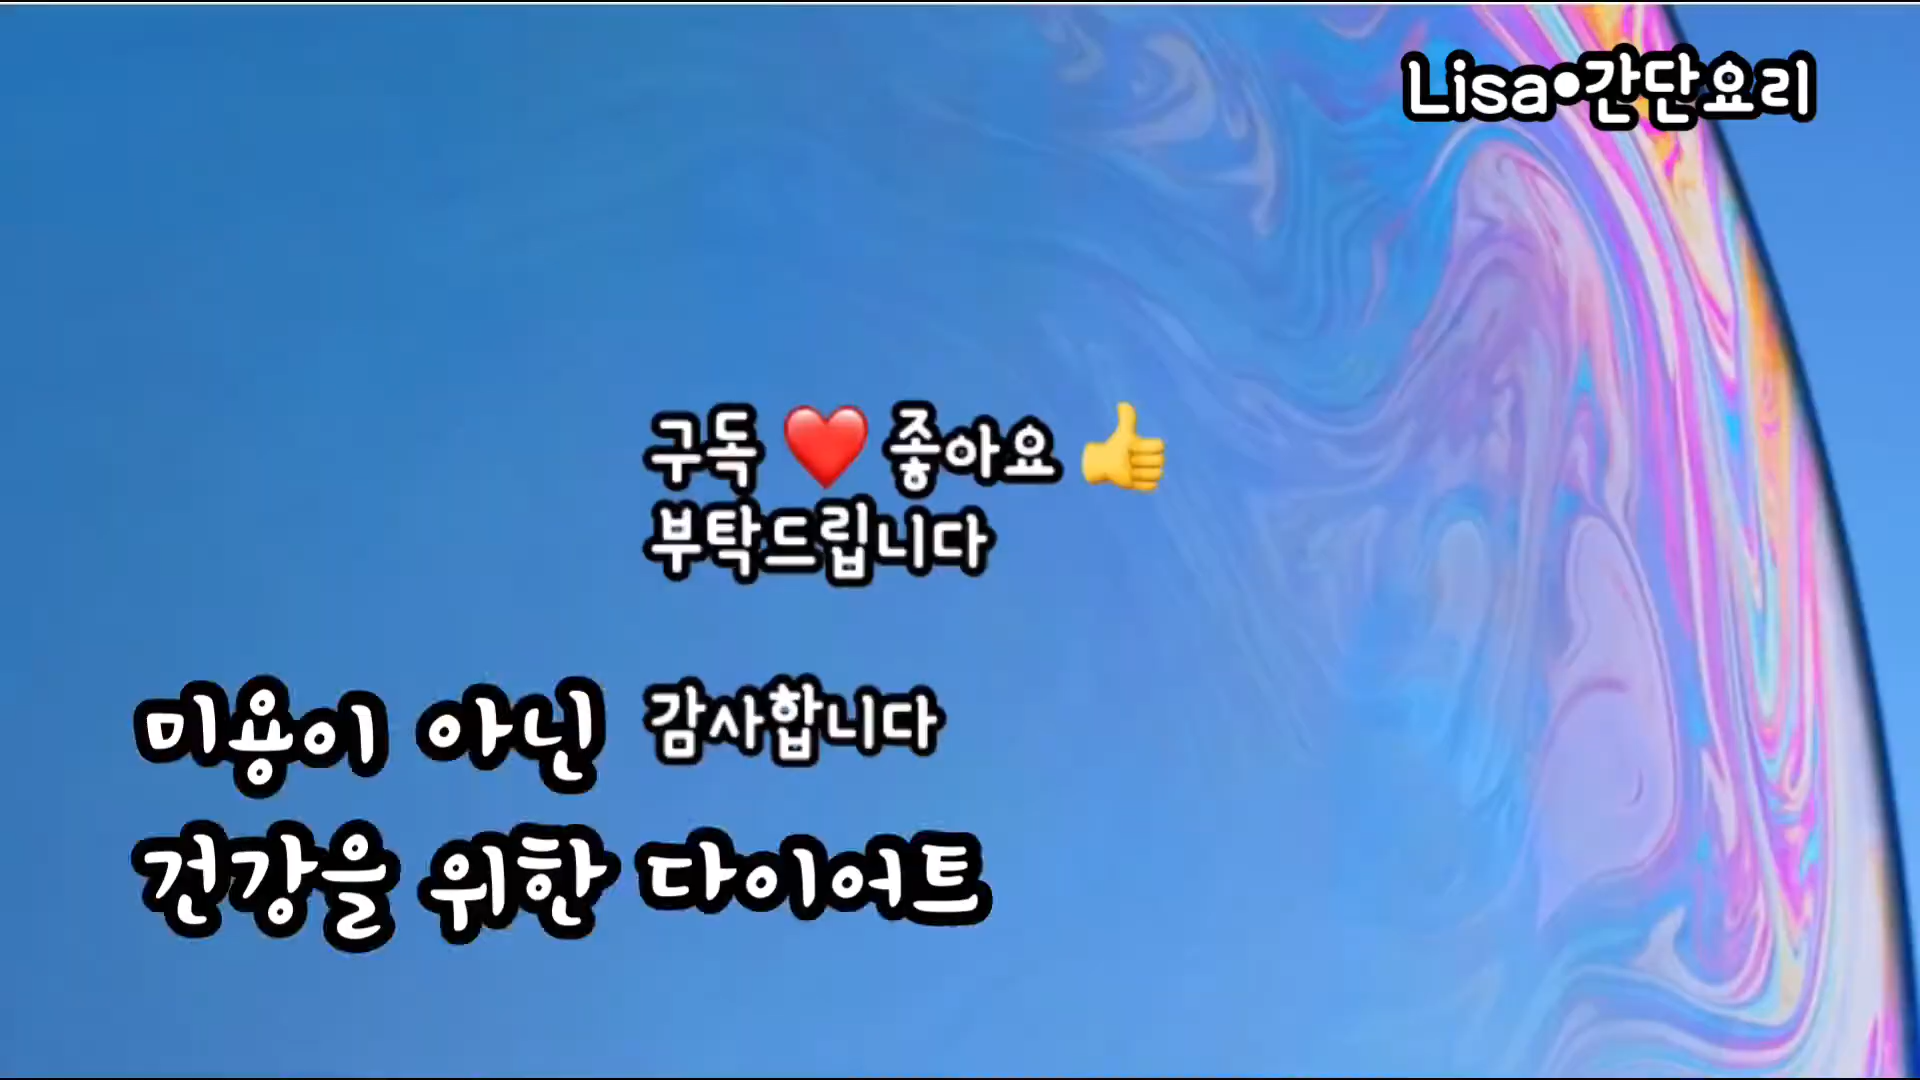 Lisa•간단요리
구독 ❤️ 좋아요 👍
부탁드립니다
감사합니다
미용이 아닌
건강을 위한 다이어트